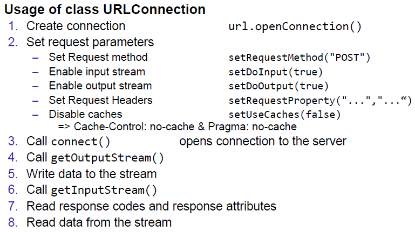 Usage of class URLConnection
1. Create connection url.openConnection()
2. Set request parameters
– Set Request method setRequestMethod("POST")
– Enable input stream setDoInput(true)
– Enable output stream setDoOutput(true)
– Set Request Headers setRequestProperty("...","...“)
– Disable caches setUseCaches(false)
=> Cache-Control: no-cache & Pragma: no-cache
3. Call connect() opens connection to the server
4. Call getOutputStream()
5. Write data to the stream
6. Call getInputStream()
7. Read response codes and response attributes
8. Read data from the stream